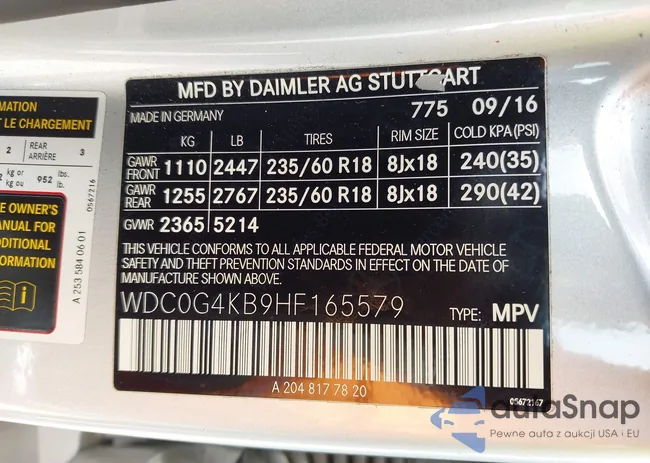 MATION
T LE CHARGEMENT
2 REAR ARRIÈRE 3
kg or kg ou 952 lbs. lb.
0567216
E OWNER'S
ANUAL FOR
DDITIONAL
FORMATION
A 253 584 06 01
MFD BY DAIMLER AG STUTTGART
MADE IN GERMANY 775 09/16
KG LB TIRES RIM SIZE COLD KPA (PSI)
GAWR FRONT 1110 2447 235/60 R18 8Jx18 240(35)
GAWR REAR 1255 2767 235/60 R18 8Jx18 290(42)
GVWR 2365 5214
THIS VEHICLE CONFORMS TO ALL APPLICABLE FEDERAL MOTOR VEHICLE
SAFETY AND THEFT PREVENTION STANDARDS IN EFFECT ON THE DATE OF
MANUFACTURE SHOWN ABOVE.
WDC0G4KB9HF165579 TYPE: MPV
A 204 817 78 20
05672167
autaSnap
Pewne auta z aukcji USA i EU